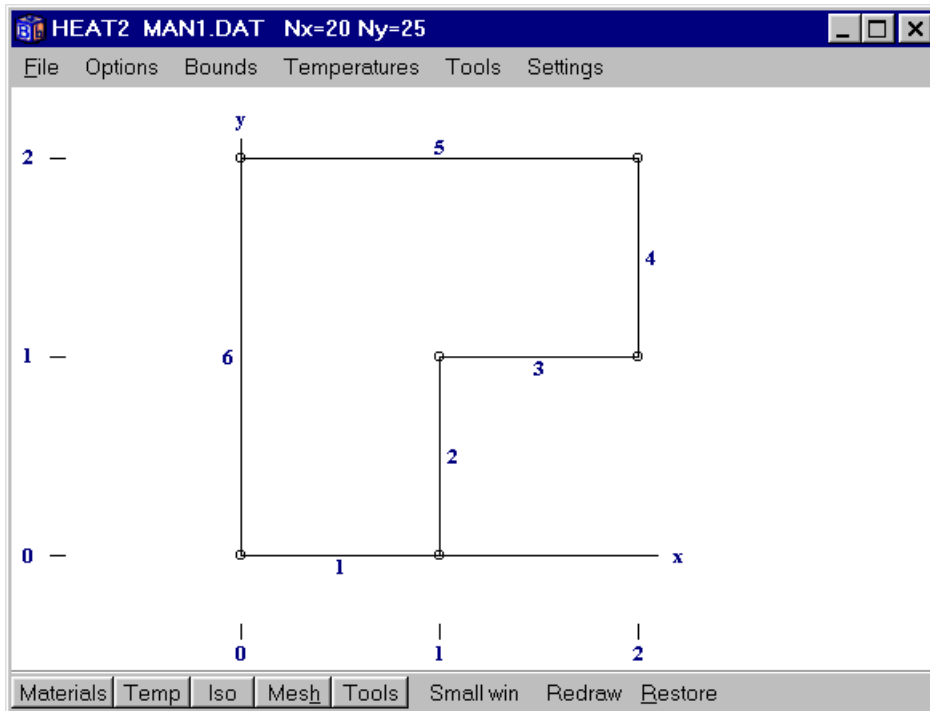 HEAT2 MAN1.DAT Nx=20 Ny=25
File Options Bounds Temperatures Tools Settings
y
2
5
4
1
6
3
2
0
1
x
0 1 2
Materials Temp Iso Mesh Tools Small win Redraw Restore